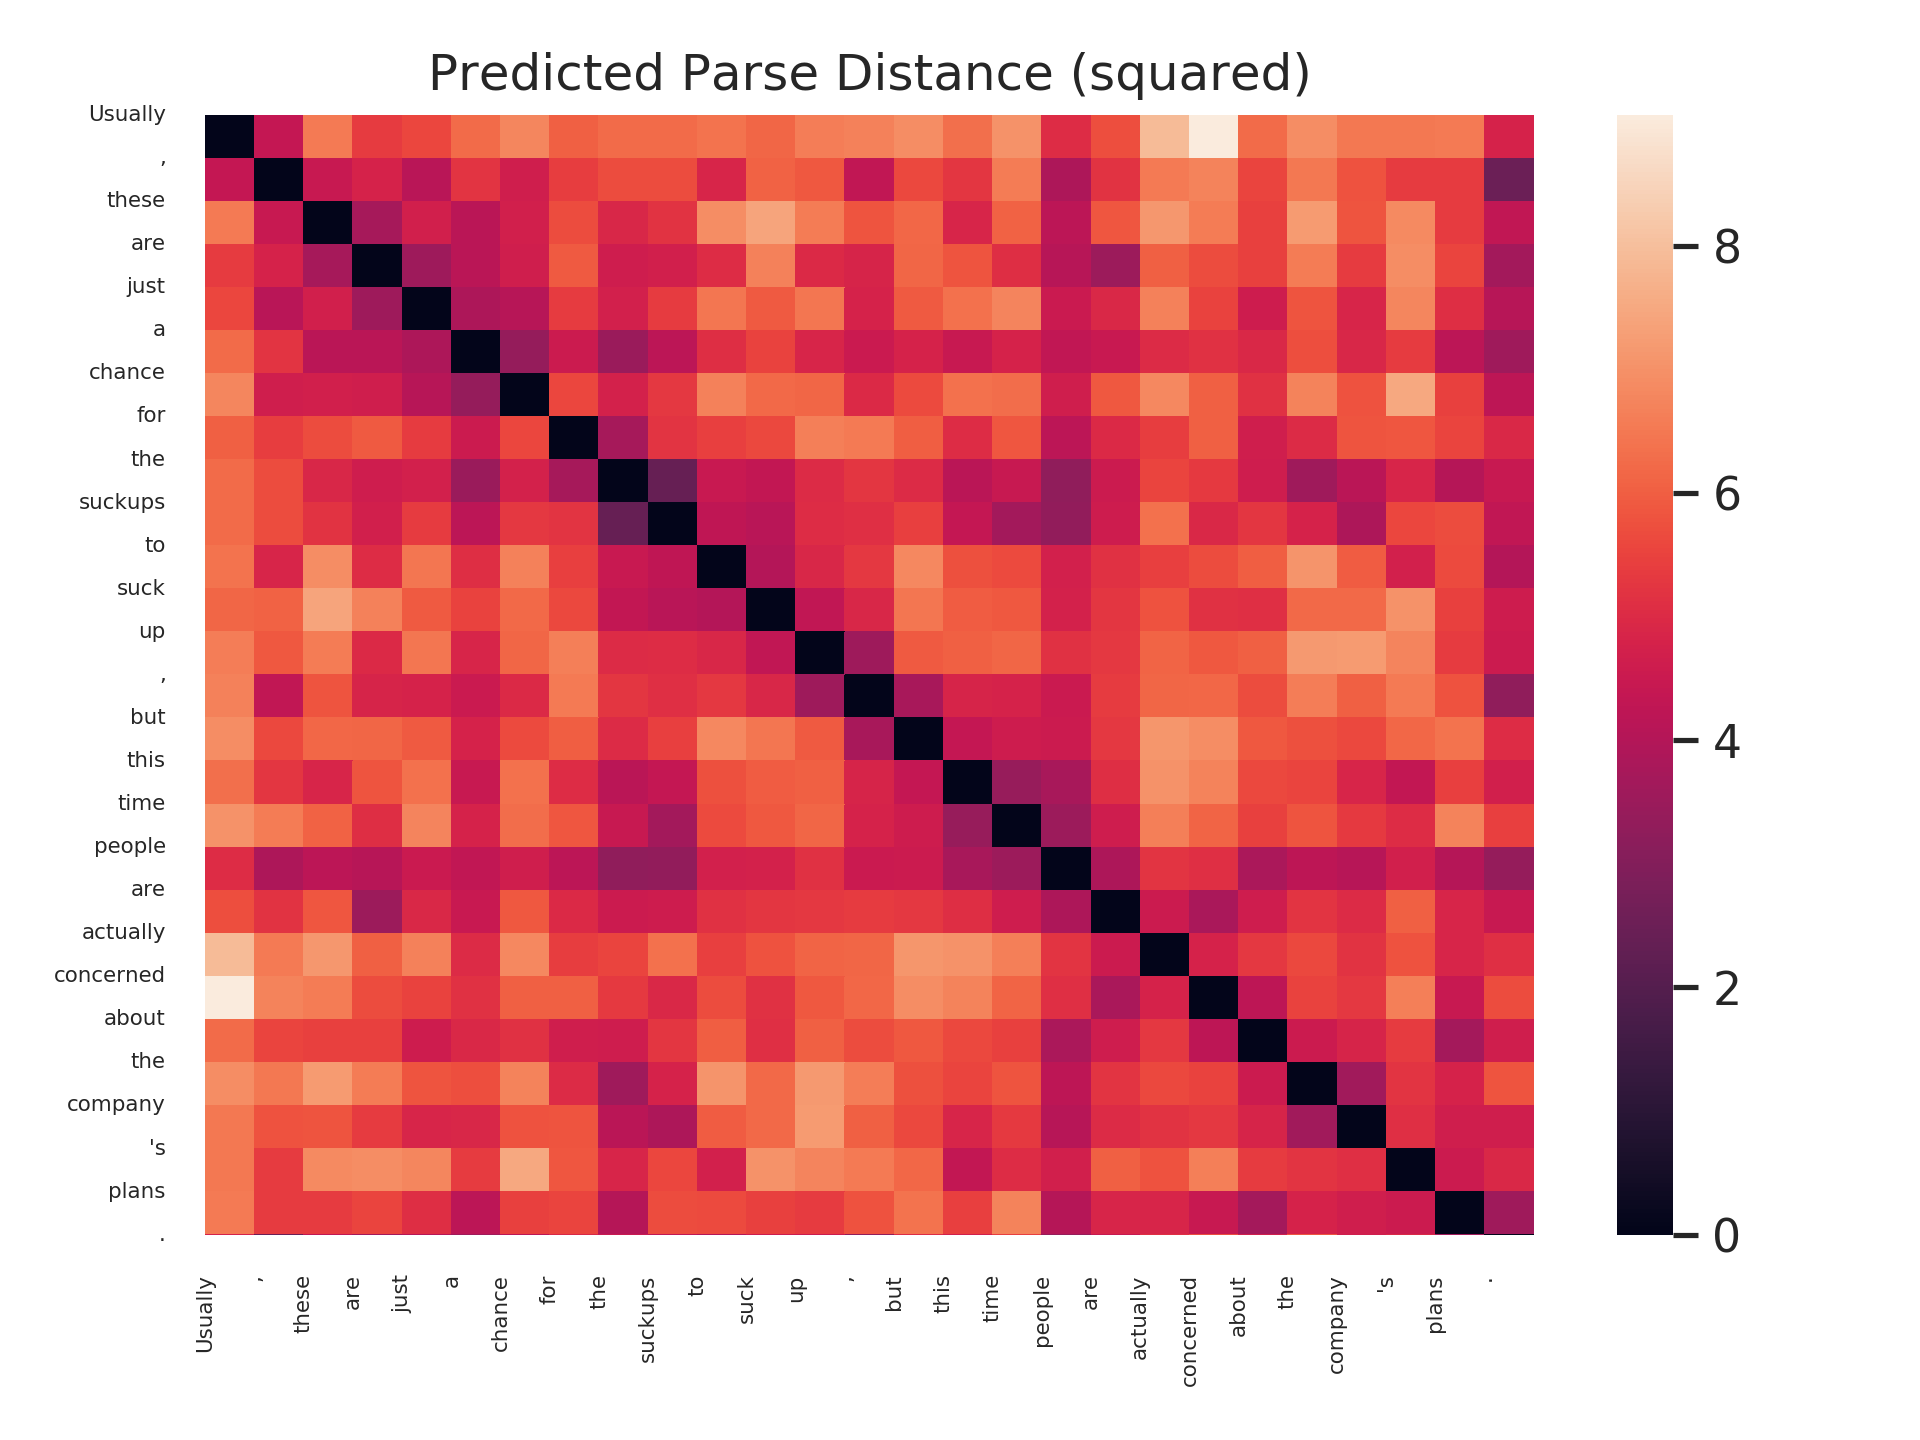 Predicted Parse Distance (squared)
Usually
,
these
are
just
a
chance
for
the
suckups
to
suck
up
,
but
this
time
people
are
actually
concerned
about
the
company
's
plans
.
8
6
4
2
0
Usually
,
these
are
just
a
chance
for
the
suckups
to
suck
up
,
but
this
time
people
are
actually
concerned
about
the
company
's
plans
.